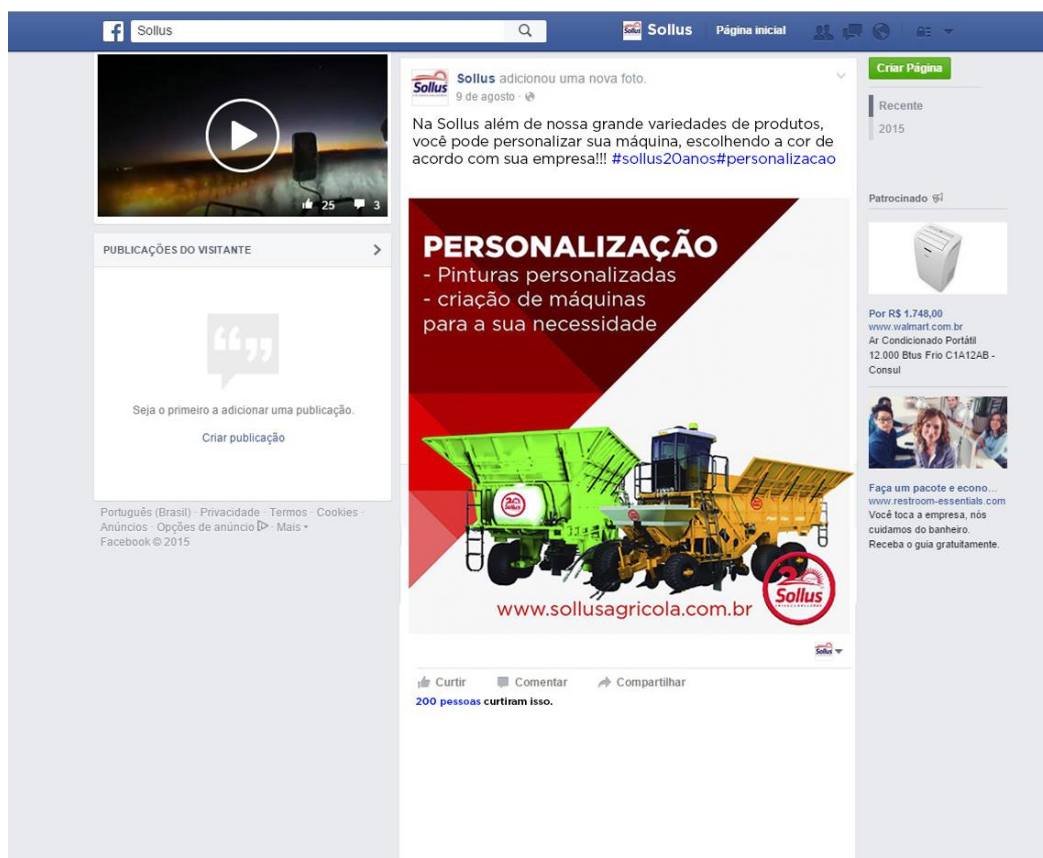 Sollus
Sollus Sollus Página inicial
25 3
PUBLICAÇÕES DO VISITANTE
Seja o primeiro a adicionar uma publicação.
Criar publicação
Português (Brasil) · Privacidade · Termos · Cookies ·
Anúncios · Opções de anúncio · Mais
Facebook © 2015
Sollus
Sollus adicionou uma nova foto.
9 de agosto ·
Na Sollus além de nossa grande variedades de produtos,
você pode personalizar sua máquina, escolhendo a cor de
acordo com sua empresa!!! #sollus20anos#personalizacao
PERSONALIZAÇÃO
- Pinturas personalizadas
- criação de máquinas
para a sua necessidade
20
Sollus
20
Sollus
www.sollusagricola.com.br
Sollus
Curtir Comentar Compartilhar
200 pessoas curtiram isso.
Criar Página
Recente
2015
Patrocinado
Por R$ 1.748,00
www.walmart.com.br
Ar Condicionado Portátil
12.000 Btus Frio C1A12AB -
Consul
Faça um pacote e econo...
www.restroom-essentials.com
Você toca a empresa, nós
cuidamos do banheiro.
Receba o guia gratuitamente.